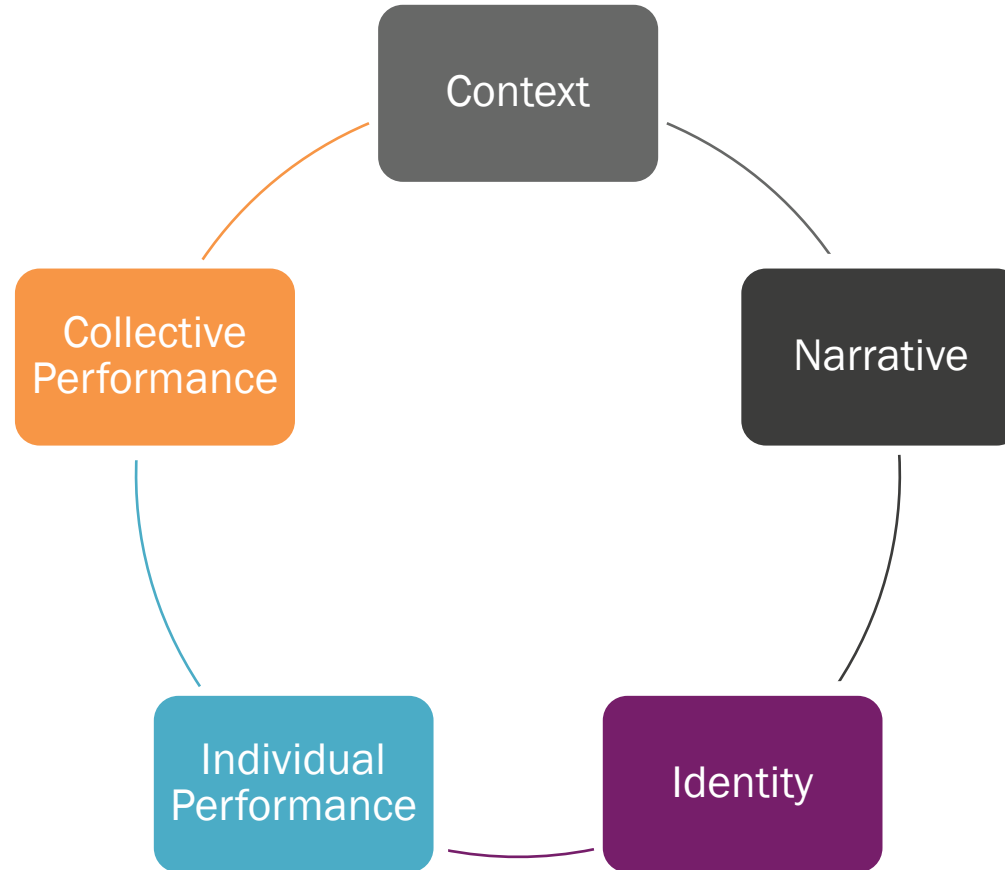 Context
Narrative
Identity
Individual
Performance
Collective
Performance